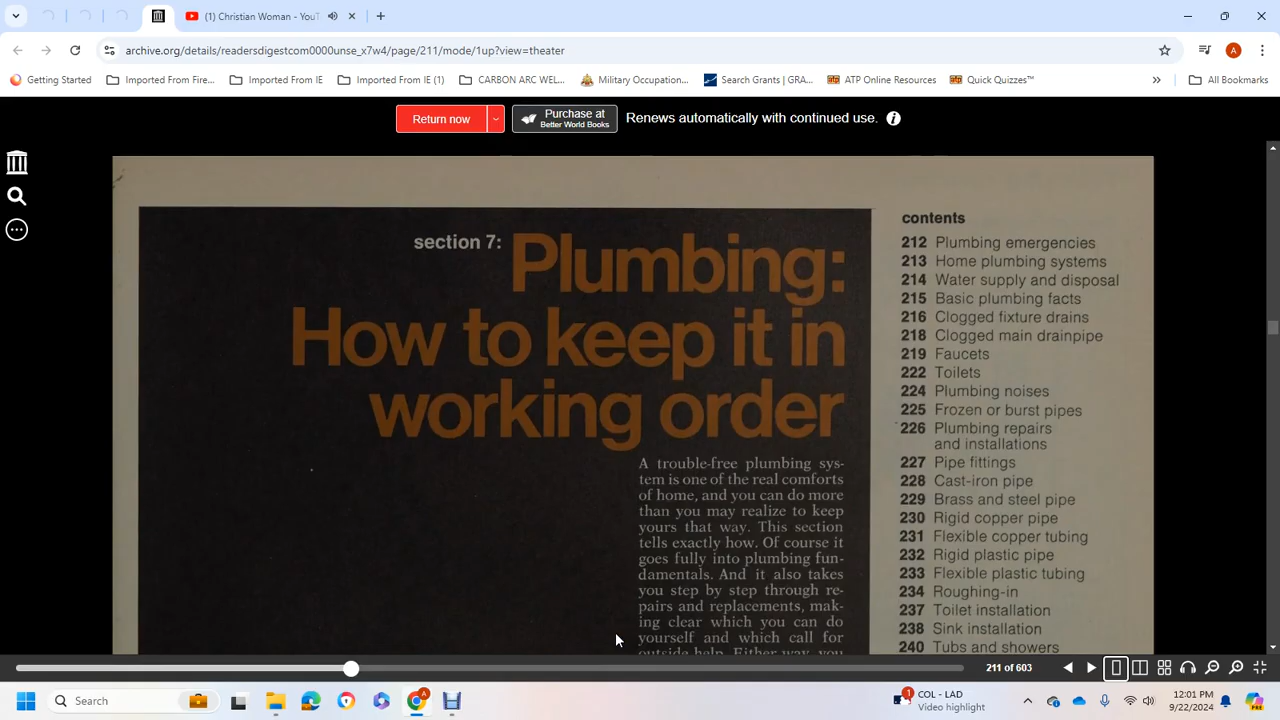 (1) Christian Woman - YouT
archive.org/details/readersdigestcom0000unse_x7w4/page/211/mode/1up?view=theater
A
Getting Started
Imported From Fire...
Imported From IE
Imported From IE (1)
CARBON ARC WEL...
Military Occupation...
Search Grants | GRA...
ATP Online Resources
Quick Quizzes™
»
All Bookmarks
Return now
Purchase at
Better World Books
Renews automatically with continued use.
section 7: Plumbing:
How to keep it in
working order
A trouble-free plumbing sys-
tem is one of the real comforts
of home, and you can do more
than you may realize to keep
yours that way. This section
tells exactly how. Of course it
goes fully into plumbing fun-
damentals. And it also takes
you step by step through re-
pairs and replacements, mak-
ing clear which you can do
yourself and which call for
outside help. Either way, you
contents
212 Plumbing emergencies
213 Home plumbing systems
214 Water supply and disposal
215 Basic plumbing facts
216 Clogged fixture drains
218 Clogged main drainpipe
219 Faucets
222 Toilets
224 Plumbing noises
225 Frozen or burst pipes
226 Plumbing repairs
and installations
227 Pipe fittings
228 Cast-iron pipe
229 Brass and steel pipe
230 Rigid copper pipe
231 Flexible copper tubing
232 Rigid plastic pipe
233 Flexible plastic tubing
234 Roughing-in
237 Toilet installation
238 Sink installation
240 Tubs and showers
211 of 603
Search
A
1
COL - LAD
Video highlight
12:01 PM
9/22/2024
PRE